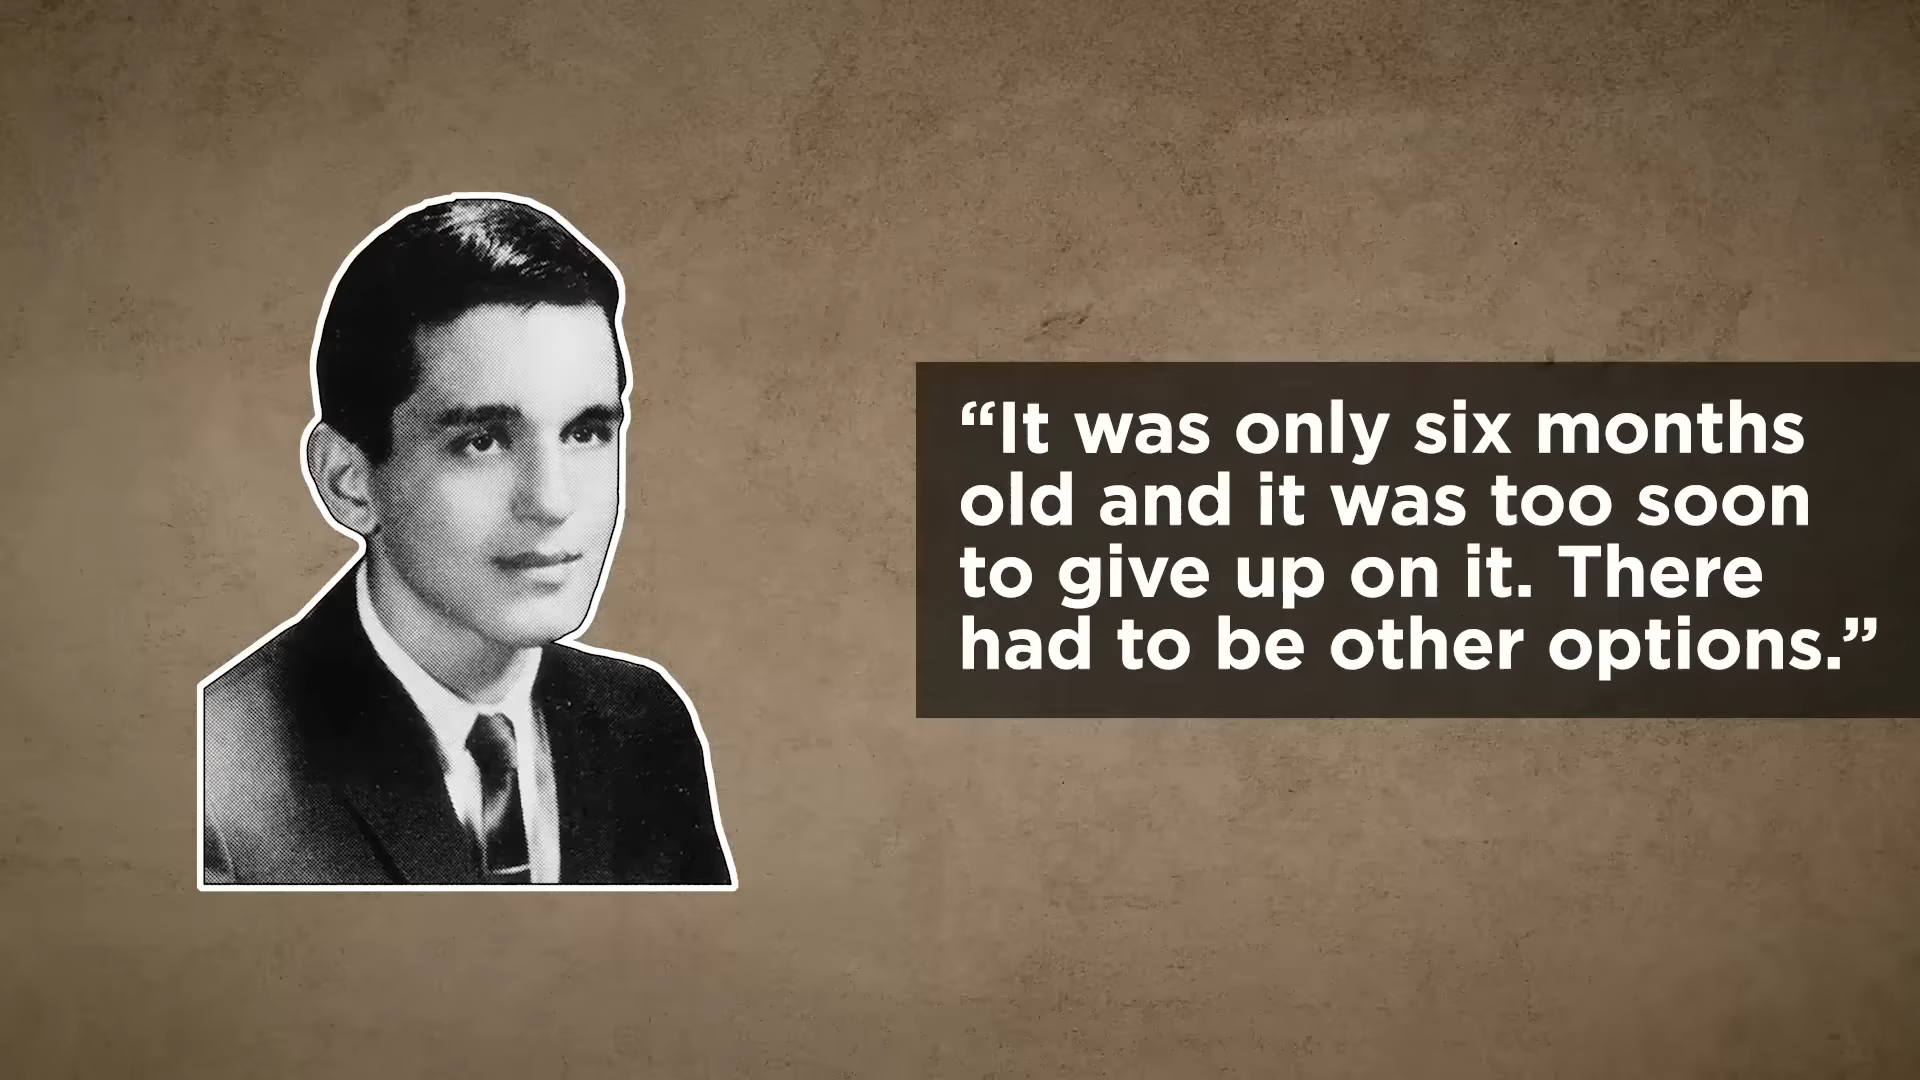 “It was only six months
old and it was too soon
to give up on it. There
had to be other options.”